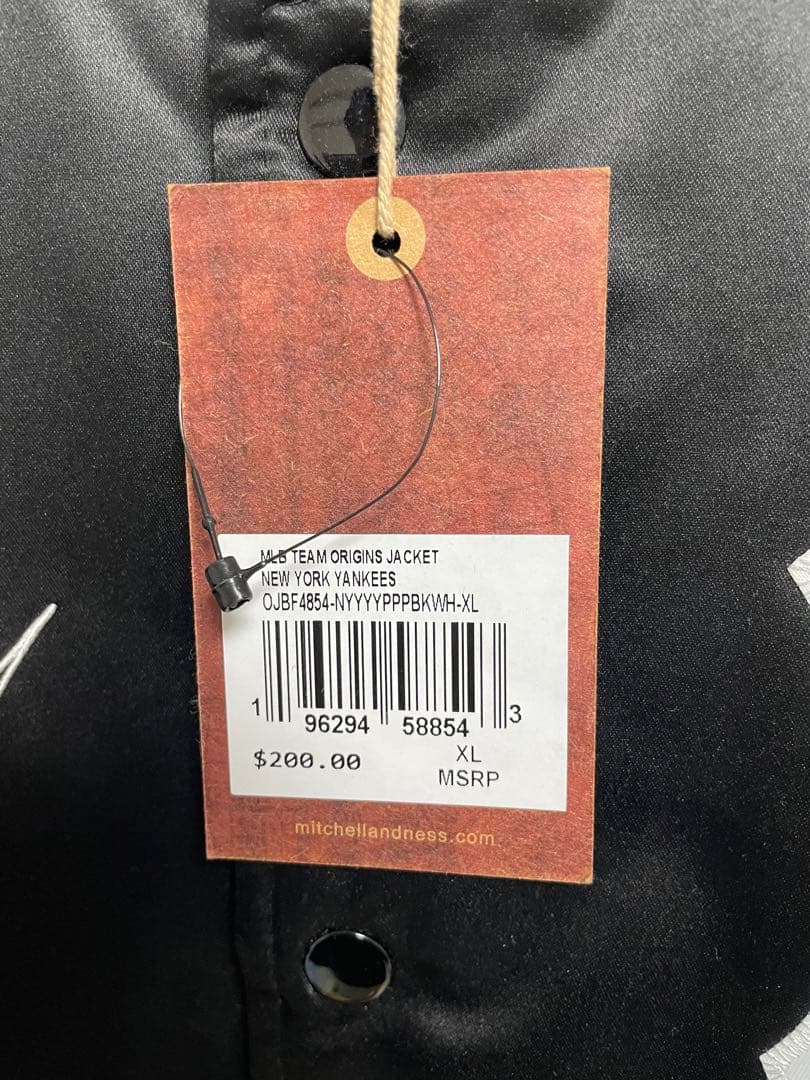 MLB TEAM ORIGINS JACKET
NEW YORK YANKEES
OJBF4854-NYYYYPPPBKWH-XL
1 96294 58854 3
$200.00 XL
MSRP
mitchellandness.com